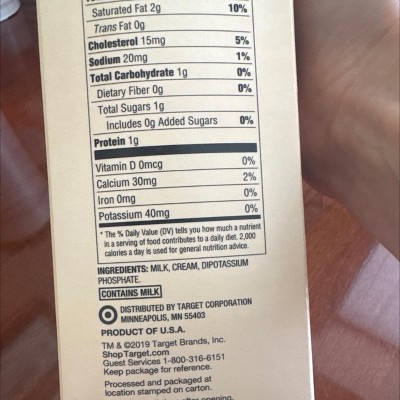 Saturated Fat 2g 10%
Trans Fat 0g
Cholesterol 15mg 5%
Sodium 20mg 1%
Total Carbohydrate 1g 0%
Dietary Fiber 0g 0%
Total Sugars 1g
Includes 0g Added Sugars 0%
Protein 1g
Vitamin D 0mcg 0%
Calcium 30mg 2%
Iron 0mg 0%
Potassium 40mg 0%
* The % Daily Value (DV) tells you how much a nutrient
in a serving of food contributes to a daily diet. 2,000
calories a day is used for general nutrition advice.
INGREDIENTS: MILK, CREAM, DIPOTASSIUM
PHOSPHATE.
CONTAINS MILK
DISTRIBUTED BY TARGET CORPORATION
MINNEAPOLIS, MN 55403
PRODUCT OF U.S.A.
TM & ©2019 Target Brands, Inc.
ShopTarget.com
Guest Services 1-800-316-6151
Keep package for reference.
Processed and packaged at
location stamped on carton.
after opening.